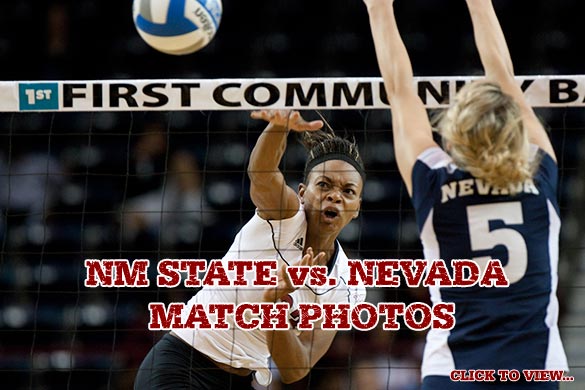 1ST FIRST COMMUNITY BA
NEVADA
5
NM STATE vs. NEVADA
MATCH PHOTOS
CLICK TO VIEW...